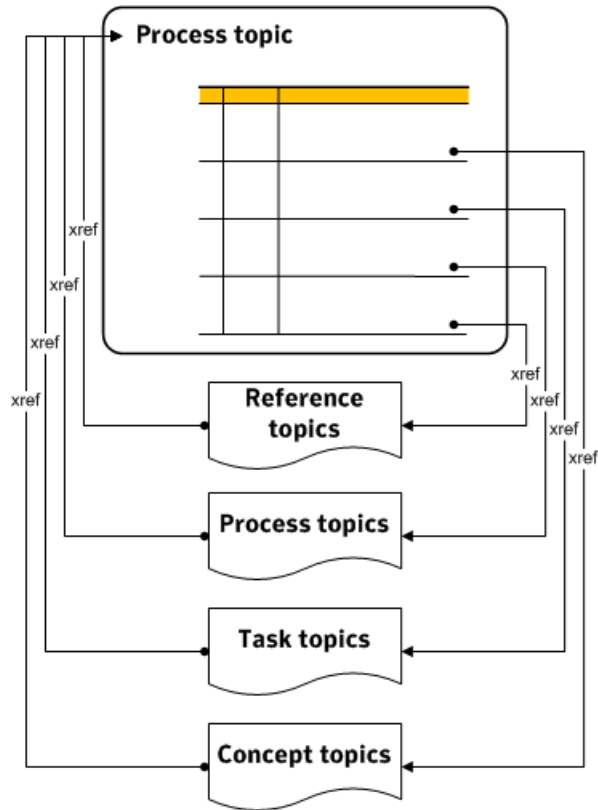 Process topic
xref
xref
xref
xref
xref
xref
xref
xref
Reference
topics
Process topics
Task topics
Concept topics